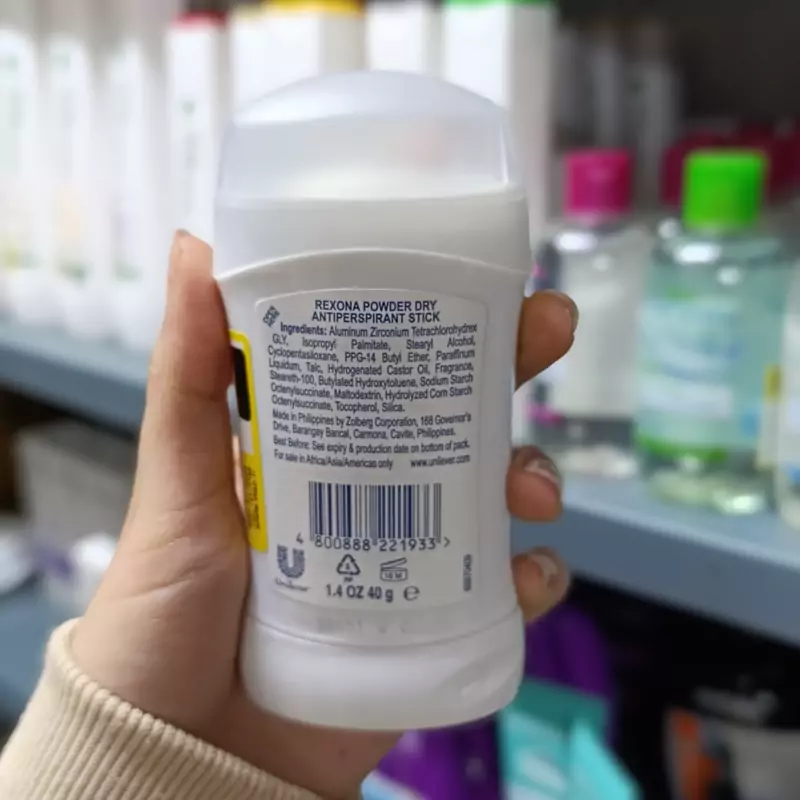 REXONA POWDER DRY
ANTIPERSPIRANT STICK
Ingredients: Aluminum Zirconium Tetrachlorohydrex
GLY, Isopropyl Palmitate, Stearyl Alcohol,
Cyclopentasiloxane, PPG-14 Butyl Ether, Paraffinum
Liquidum, Talc, Hydrogenated Castor Oil, Fragrance,
Steareth-100, Butylated Hydroxytoluene, Sodium Starch
Octenylsuccinate, Maltodextrin, Hydrolyzed Corn Starch
Octenylsuccinate, Tocopherol, Silica.
Made in Philippines by Zolberg Corporation, 168 Governor's
Drive, Barangay Bancal, Carmona, Cavite, Philippines.
Best Before: See expiry & production date on bottom of pack.
For sale in Africa/Asia/Americas only www.unilever.com
4 800888 221933 >
Unilever
PP
1.4 OZ 40 g e